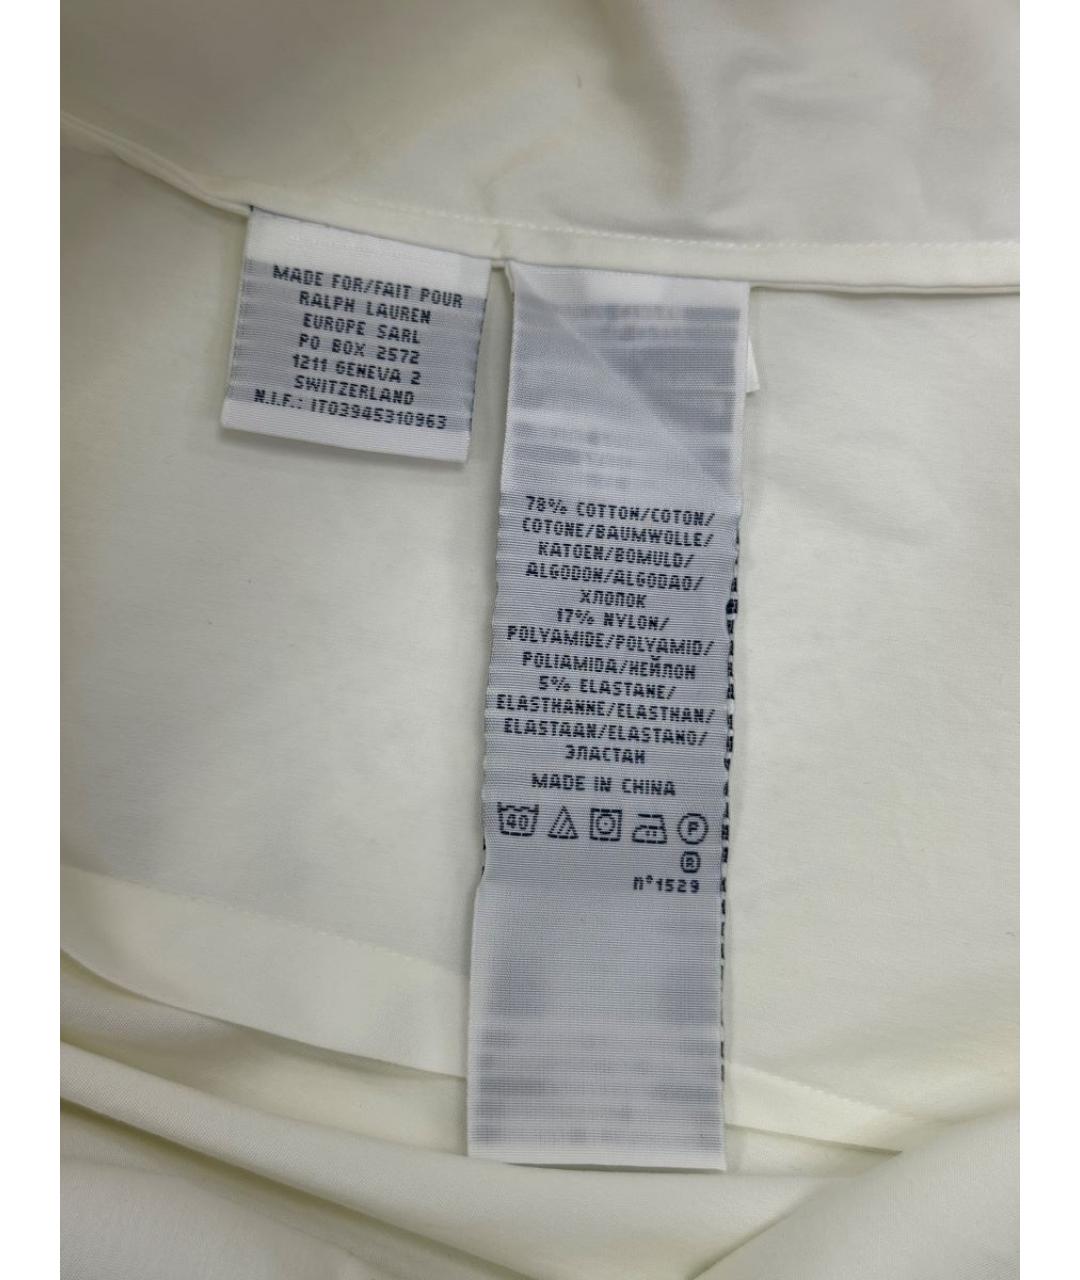 MADE FOR/FAIT POUR
RALPH LAUREN
EUROPE SARL
PO BOX 2572
1211 GENEVA 2
SWITZERLAND
N.I.F.: IT03945310963
78% COTTON/COTON/
COTONE/BAUMWOLLE/
KATOEN/BOMULD/
ALGODON/ALGODAO/
ХЛОПОК
17% NYLON/
POLYAMIDE/POLYAMID/
POLIAMIDA/НЕЙЛОН
5% ELASTANE/
ELASTHANNE/ELASTHAN/
ELASTAAN/ELASTANO/
ЭЛАСТАН
MADE IN CHINA
40 P
R
n°1529